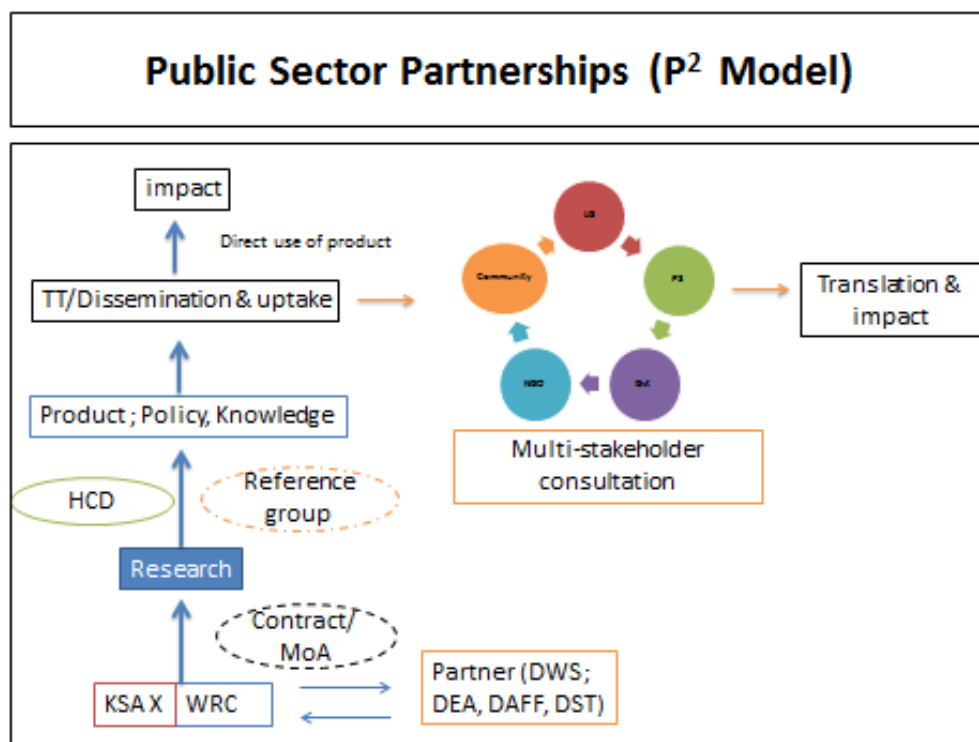 Public Sector Partnerships (P² Model)
impact
Direct use of product
TT/Dissemination & uptake
Community
Translation &
impact
Product ; Policy, Knowledge
Multi-stakeholder
consultation
HCD
Reference
group
Research
Contract/
MoA
KSA X
WRC
Partner (DWS ;
DEA, DAFF, DST)